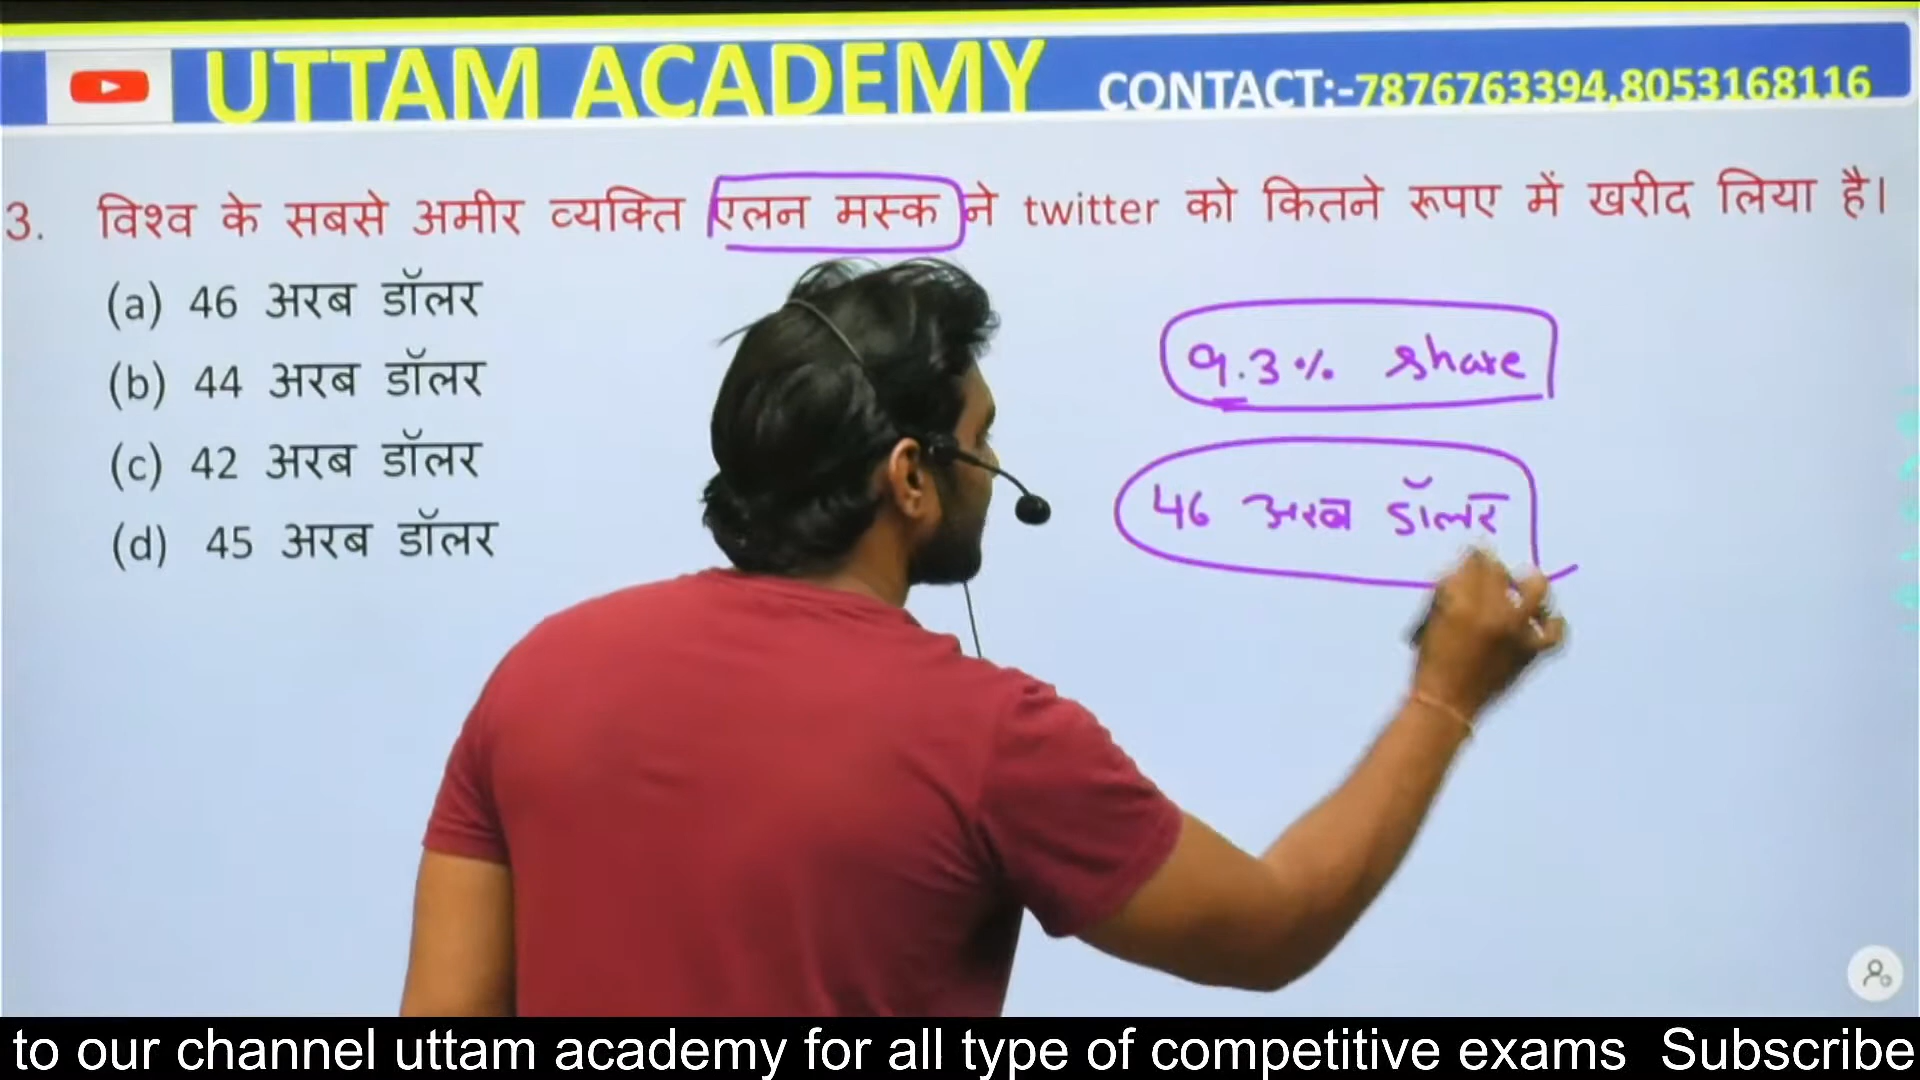 UTTAM ACADEMY CONTACT:-7876763394,8053168116
3. विश्व के सबसे अमीर व्यक्ति एलन मस्क ने twitter को कितने रूपए में खरीद लिया है।
(a) 46 अरब डॉलर
(b) 44 अरब डॉलर
(c) 42 अरब डॉलर
(d) 45 अरब डॉलर
9.3% share
46 अरब डॉलर
to our channel uttam academy for all type of competitive exams Subscribe